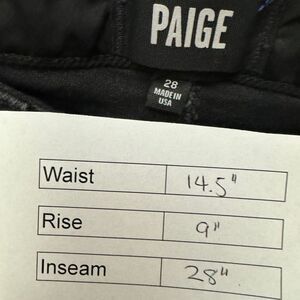 PAIGE
28
MADE IN
USA
Waist 14.5"
Rise 9"
Inseam 28"